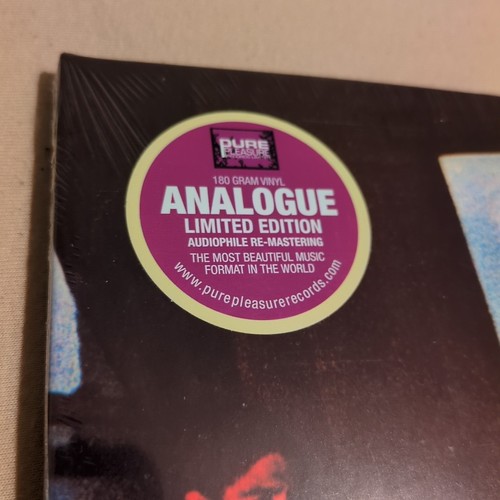 PURE
PLEASURE
180 GRAM VINYL
ANALOGUE
LIMITED EDITION
AUDIOPHILE RE-MASTERING
THE MOST BEAUTIFUL MUSIC
FORMAT IN THE WORLD
www.purepleasurerecords.com